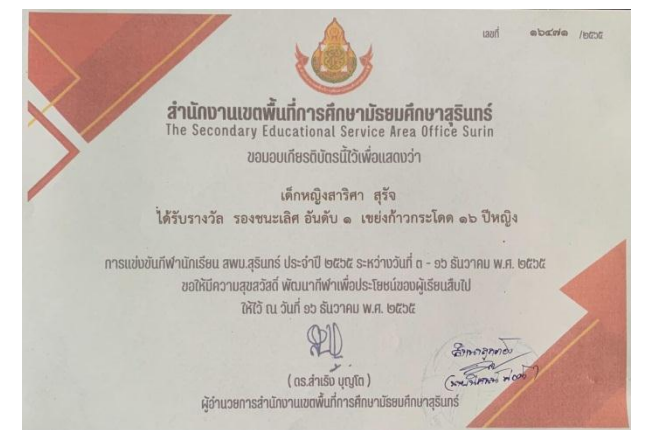 เลขที่ ๑๖๔๗๑ /๒๕๖๕
สำนักงานเขตพื้นที่การศึกษามัธยมศึกษาสุรินทร์
The Secondary Educational Service Area Office Surin
ขอมอบเกียรติบัตรนี้ไว้เพื่อแสดงว่า
เด็กหญิงสาริศา สุรัจ
ได้รับรางวัล รองชนะเลิศ อันดับ ๑ เขย่งก้าวกระโดด ๑๖ ปีหญิง
การแข่งขันกีฬานักเรียน สพม.สุรินทร์ ประจำปี ๒๕๖๕ ระหว่างวันที่ ๓ - ๑๖ ธันวาคม พ.ศ. ๒๕๖๕
ขอให้มีความสุขสวัสดิ์ พัฒนากีฬาเพื่อประโยชน์ของผู้เรียนสืบไป
ให้ไว้ ณ วันที่ ๑๖ ธันวาคม พ.ศ. ๒๕๖๕
(ดร.สำเริง บุญโต)
ผู้อำนวยการสำนักงานเขตพื้นที่การศึกษามัธยมศึกษาสุรินทร์